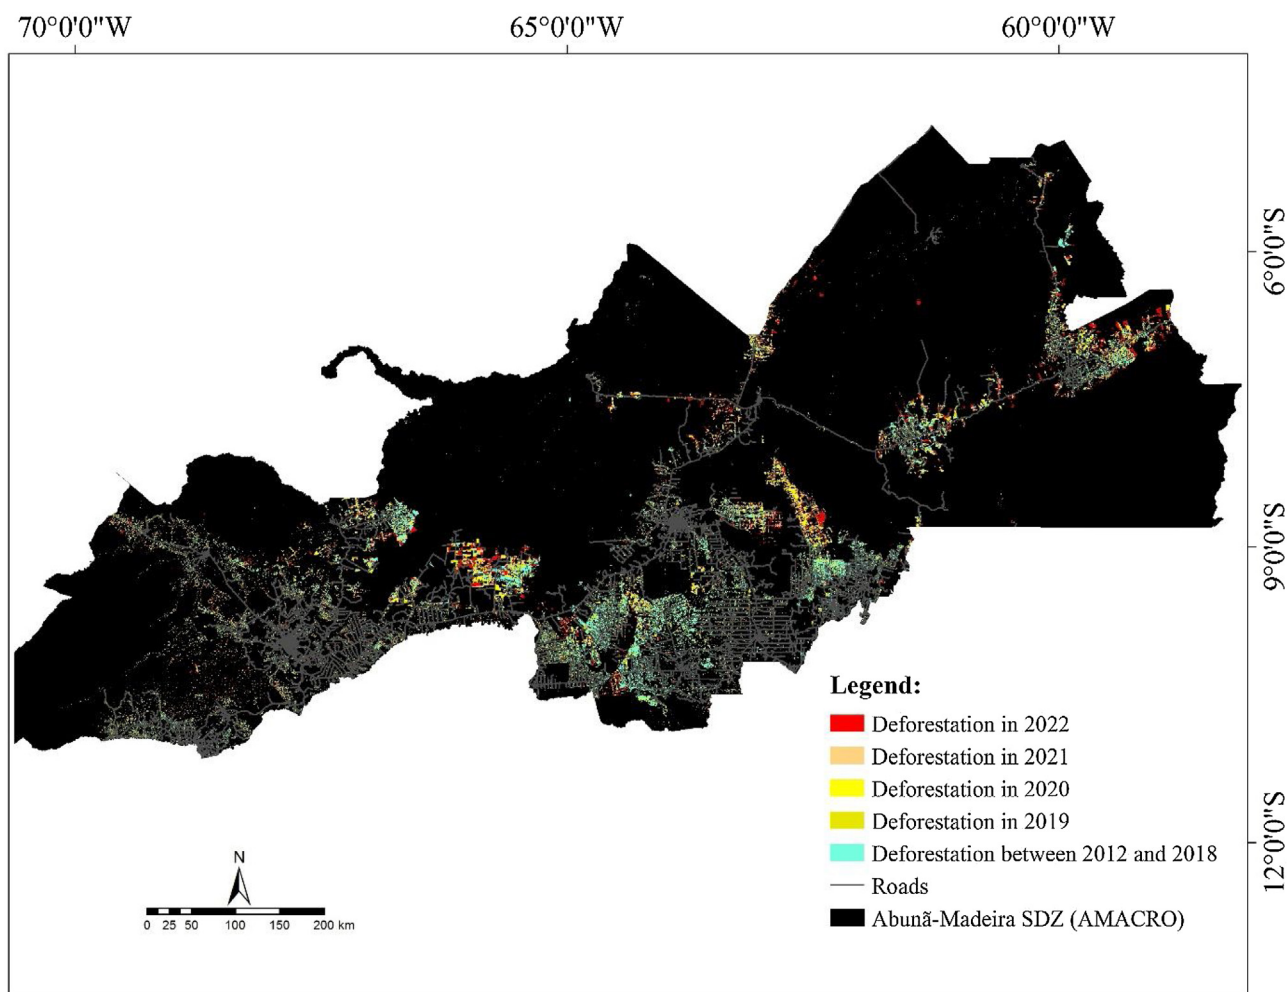 70°0'0"W 65°0'0"W 60°0'0"W
6°0'0"S
9°0'0"S
12°0'0"S
Legend:
Deforestation in 2022
Deforestation in 2021
Deforestation in 2020
Deforestation in 2019
Deforestation between 2012 and 2018
Roads
Abunã-Madeira SDZ (AMACRO)
N
0 25 50 100 150 200 km